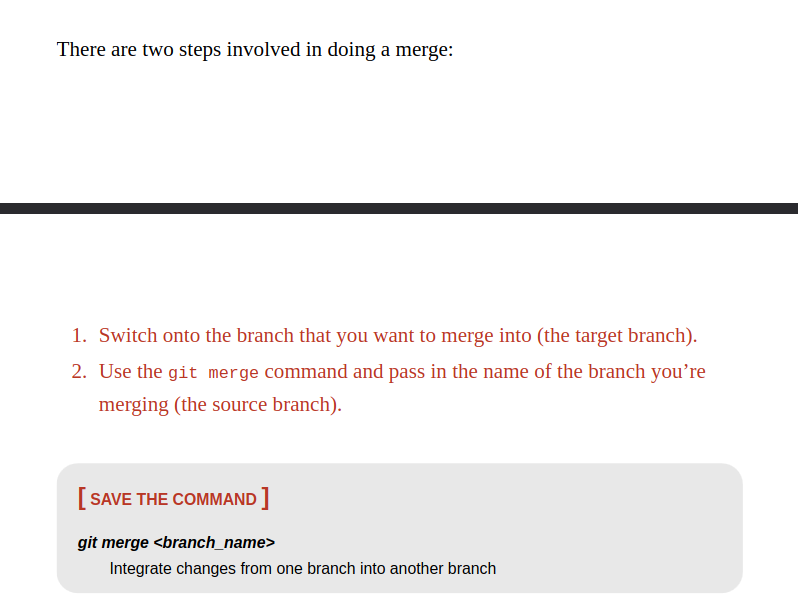 There are two steps involved in doing a merge:
1. Switch onto the branch that you want to merge into (the target branch).
2. Use the git merge command and pass in the name of the branch you’re
merging (the source branch).
[ SAVE THE COMMAND ]
git merge <branch_name>
Integrate changes from one branch into another branch